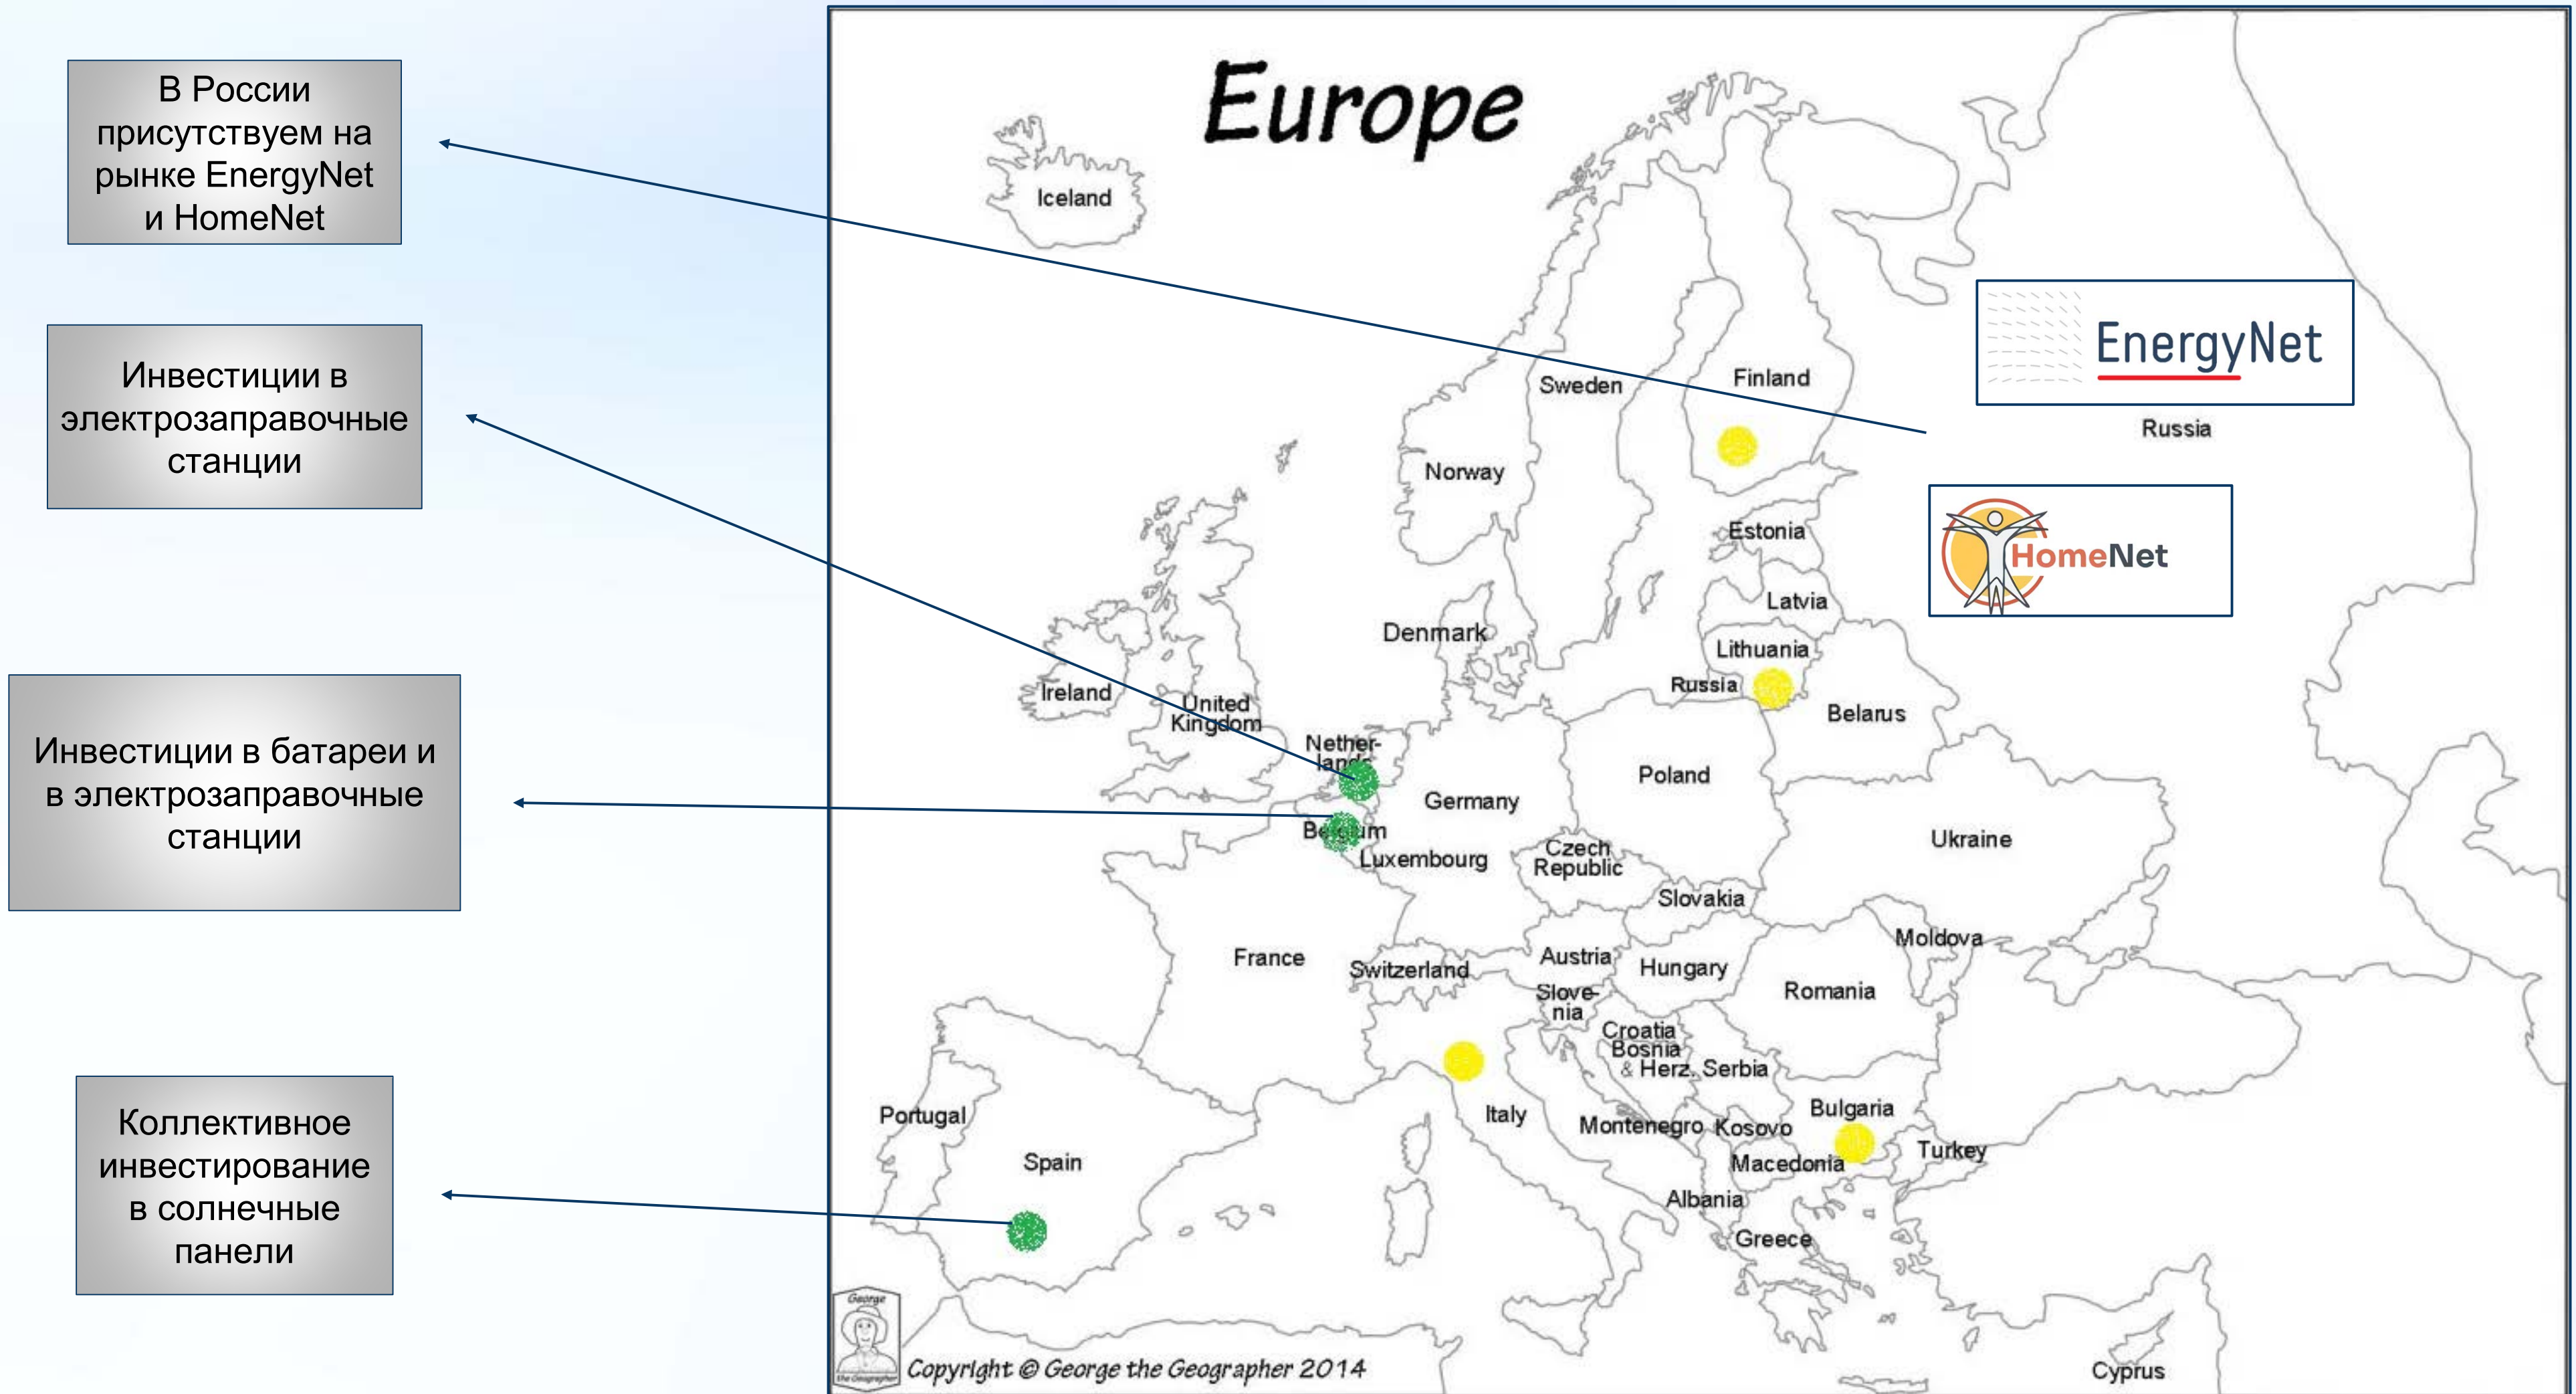 В России
присутствуем на
рынке EnergyNet
и HomeNet
Инвестиции в
электрозаправочные
станции
Инвестиции в батареи и
в электрозаправочные
станции
Коллективное
инвестирование
в солнечные
панели
Europe
Iceland
EnergyNet
Russia
HomeNet
Finland
Sweden
Norway
Estonia
Latvia
Lithuania
Russia
Denmark
Belarus
Ireland
United
Kingdom
Nether-
lands
Belgium
Luxembourg
Germany
Poland
Czech
Republic
Slovakia
Ukraine
Moldova
France
Switzerland
Austria
Hungary
Slove-
nia
Romania
Croatia
Bosnia
& Herz.
Serbia
Italy
Montenegro
Kosovo
Bulgaria
Macedonia
Turkey
Albania
Greece
Portugal
Spain
Cyprus
George
the Geographer
Copyright © George the Geographer 2014